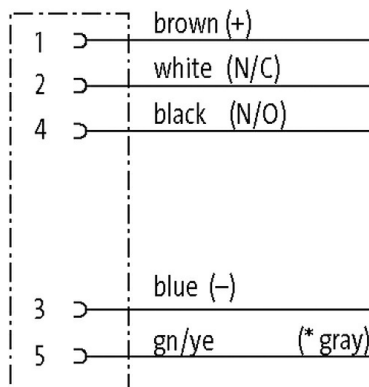 1 brown (+)
2 white (N/C)
4 black (N/O)
3 blue (–)
5 gn/ye (* gray)